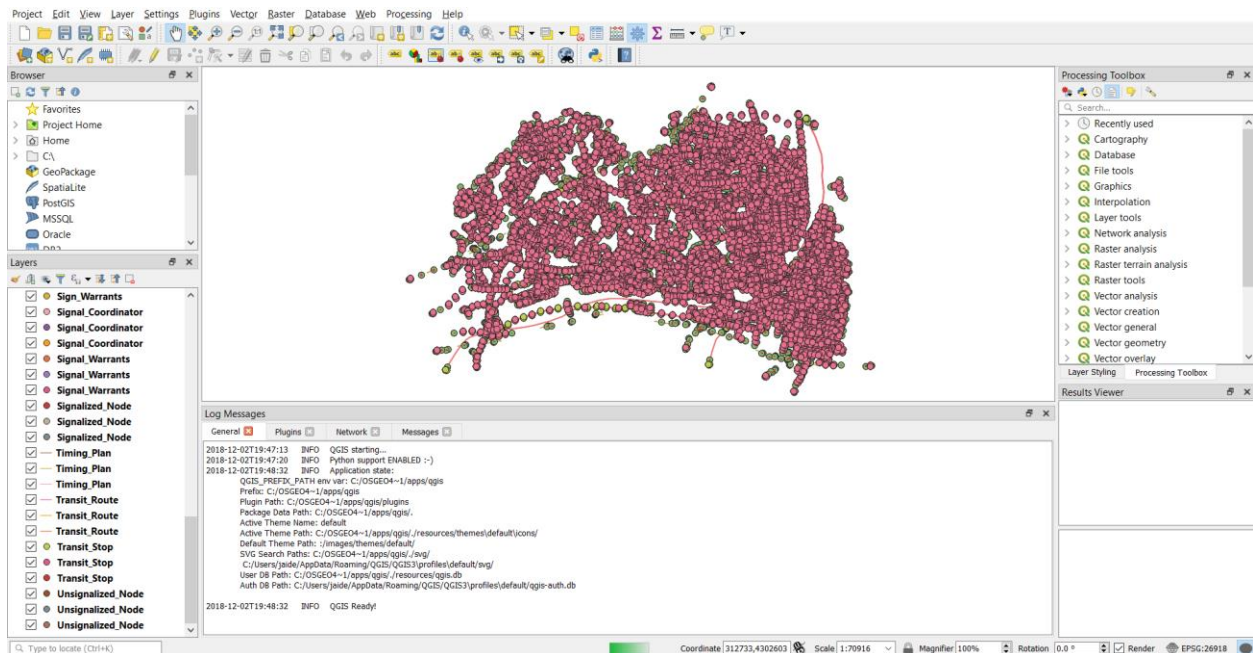 Project Edit View Layer Settings Plugins Vector Raster Database Web Processing Help
Browser
Favorites
Project Home
Home
C:\
GeoPackage
SpatiaLite
PostGIS
MSSQL
Oracle
DB2
Layers
Sign_Warrants
Signal_Coordinator
Signal_Coordinator
Signal_Coordinator
Signal_Warrants
Signal_Warrants
Signal_Warrants
Signalized_Node
Signalized_Node
Signalized_Node
Timing_Plan
Timing_Plan
Timing_Plan
Transit_Route
Transit_Route
Transit_Route
Transit_Stop
Transit_Stop
Transit_Stop
Unsignalized_Node
Unsignalized_Node
Unsignalized_Node
Log Messages
General Plugins Network Messages
2018-12-02T19:47:13 INFO QGIS starting...
2018-12-02T19:47:20 INFO Python support ENABLED :-)
2018-12-02T19:48:32 INFO Application state:
QGIS_PREFIX_PATH env var: C:/OSGEO4~1/apps/qgis
Prefix: C:/OSGEO4~1/apps/qgis
Plugin Path: C:/OSGEO4~1/apps/qgis/plugins
Package Data Path: C:/OSGEO4~1/apps/qgis/.
Active Theme Name: default
Active Theme Path: C:/OSGEO4~1/apps/qgis/./resources/themes\default\icons/
Default Theme Path: :/images/themes/default/
SVG Search Paths: C:/OSGEO4~1/apps/qgis/./svg/
C:/Users/jaide/AppData/Roaming/QGIS/QGIS3\profiles\default/svg/
User DB Path: C:/OSGEO4~1/apps/qgis/./resources/qgis.db
Auth DB Path: C:/Users/jaide/AppData/Roaming/QGIS/QGIS3\profiles\default/qgis-auth.db
2018-12-02T19:48:32 INFO QGIS Ready!
Processing Toolbox
Search...
Recently used
Cartography
Database
File tools
Graphics
Interpolation
Layer tools
Network analysis
Raster analysis
Raster terrain analysis
Raster tools
Vector analysis
Vector creation
Vector general
Vector geometry
Vector overlay
Layer Styling Processing Toolbox
Results Viewer
Type to locate (Ctrl+K)
Coordinate 312733,4302603 Scale 1:70916 Magnifier 100% Rotation 0.0 ° Render EPSG:26918